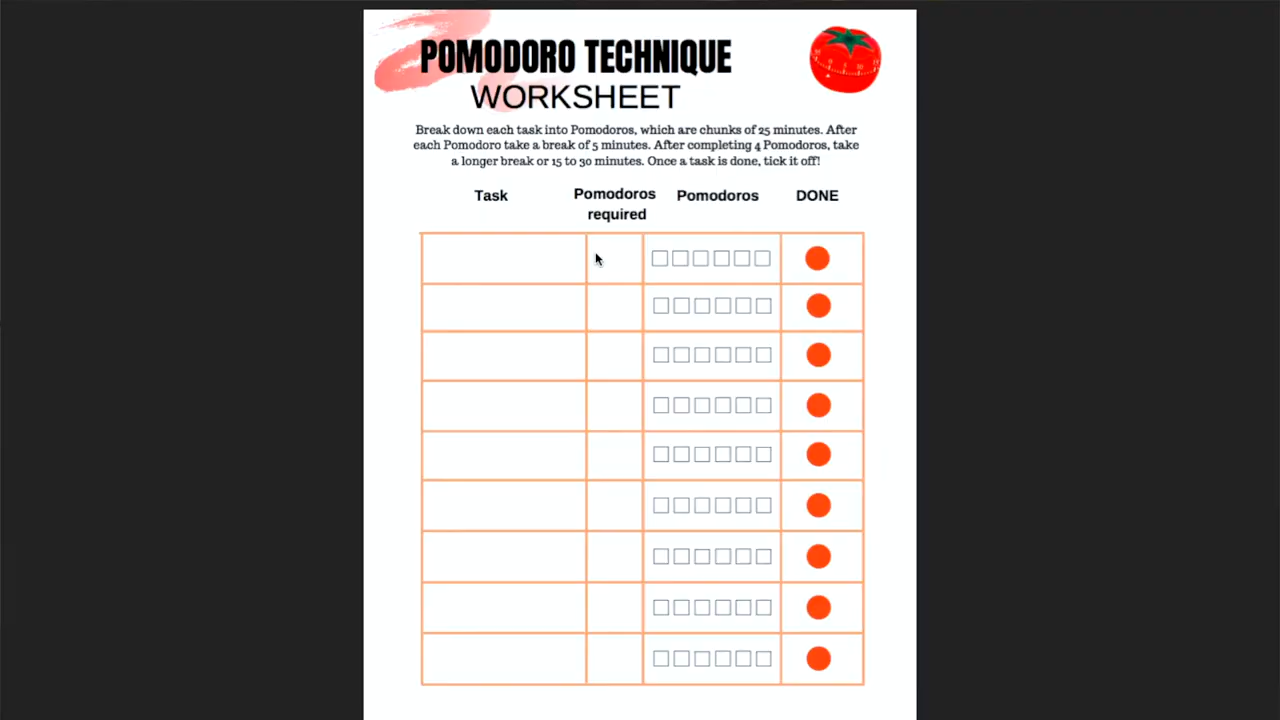 POMODORO TECHNIQUE
WORKSHEET
Break down each task into Pomodoros, which are chunks of 25 minutes. After
each Pomodoro take a break of 5 minutes. After completing 4 Pomodoros, take
a longer break or 15 to 30 minutes. Once a task is done, tick it off!
Task Pomodoros required Pomodoros DONE